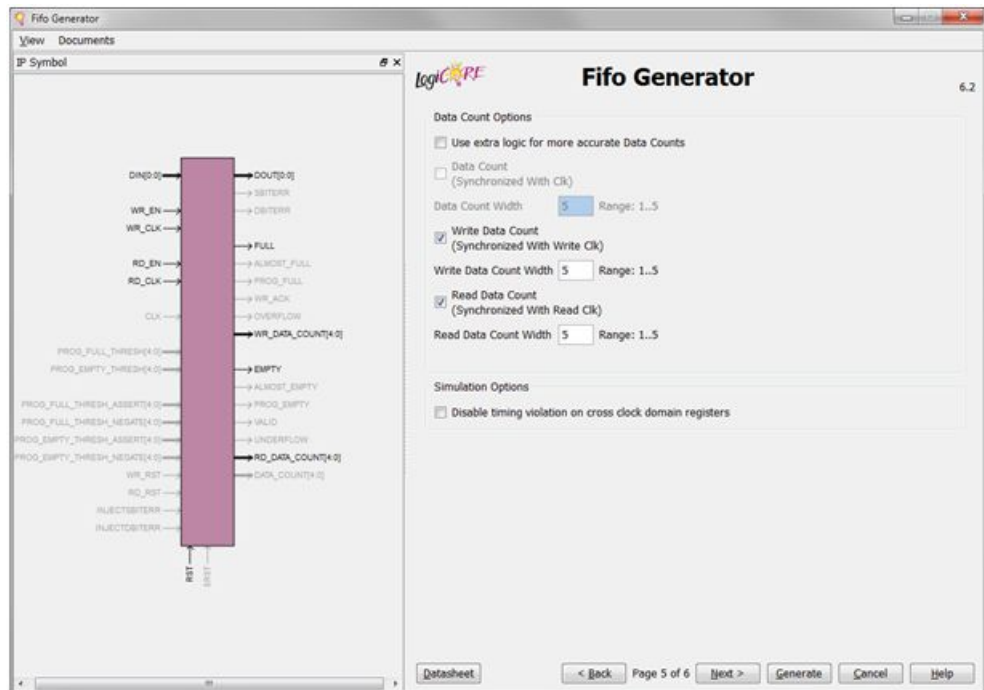 Fifo Generator
View Documents
IP Symbol
DIN[0:0]
WR_EN
WR_CLK
RD_EN
RD_CLK
CLK
PROG_FULL_THRESH[4:0]
PROG_EMPTY_THRESH[4:0]
PROG_FULL_THRESH_ASSERT[4:0]
PROG_FULL_THRESH_NEGATE[4:0]
PROG_EMPTY_THRESH_ASSERT[4:0]
PROG_EMPTY_THRESH_NEGATE[4:0]
WR_RST
RD_RST
INJECTSBITERR
INJECTDBITERR
RST
SRST
DOUT[0:0]
SBITERR
DBITERR
FULL
ALMOST_FULL
PROG_FULL
WR_ACK
OVERFLOW
WR_DATA_COUNT[4:0]
EMPTY
ALMOST_EMPTY
PROG_EMPTY
VALID
UNDERFLOW
RD_DATA_COUNT[4:0]
DATA_COUNT[4:0]
LogiCORE
Fifo Generator
6.2
Data Count Options
Use extra logic for more accurate Data Counts
Data Count
(Synchronized With Clk)
Data Count Width 5 Range: 1..5
Write Data Count
(Synchronized With Write Clk)
Write Data Count Width 5 Range: 1..5
Read Data Count
(Synchronized With Read Clk)
Read Data Count Width 5 Range: 1..5
Simulation Options
Disable timing violation on cross clock domain registers
Datasheet < Back Page 5 of 6 Next > Generate Cancel Help